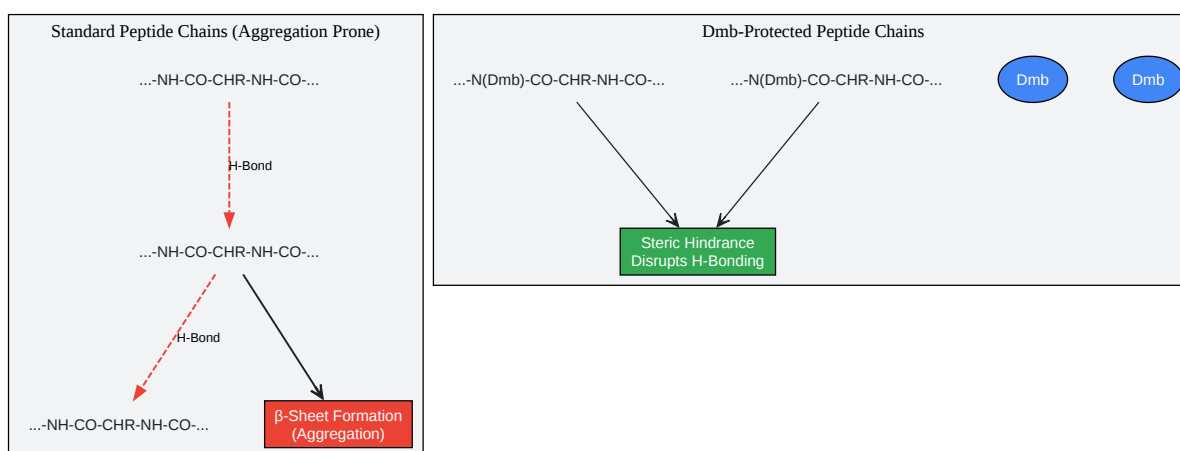 Standard Peptide Chains (Aggregation Prone)
...-NH-CO-CHR-NH-CO-...
H-Bond
...-NH-CO-CHR-NH-CO-...
H-Bond
...-NH-CO-CHR-NH-CO-...
β-Sheet Formation
(Aggregation)
Dmb-Protected Peptide Chains
...-N(Dmb)-CO-CHR-NH-CO-...
...-N(Dmb)-CO-CHR-NH-CO-...
Dmb
Dmb
Steric Hindrance
Disrupts H-Bonding